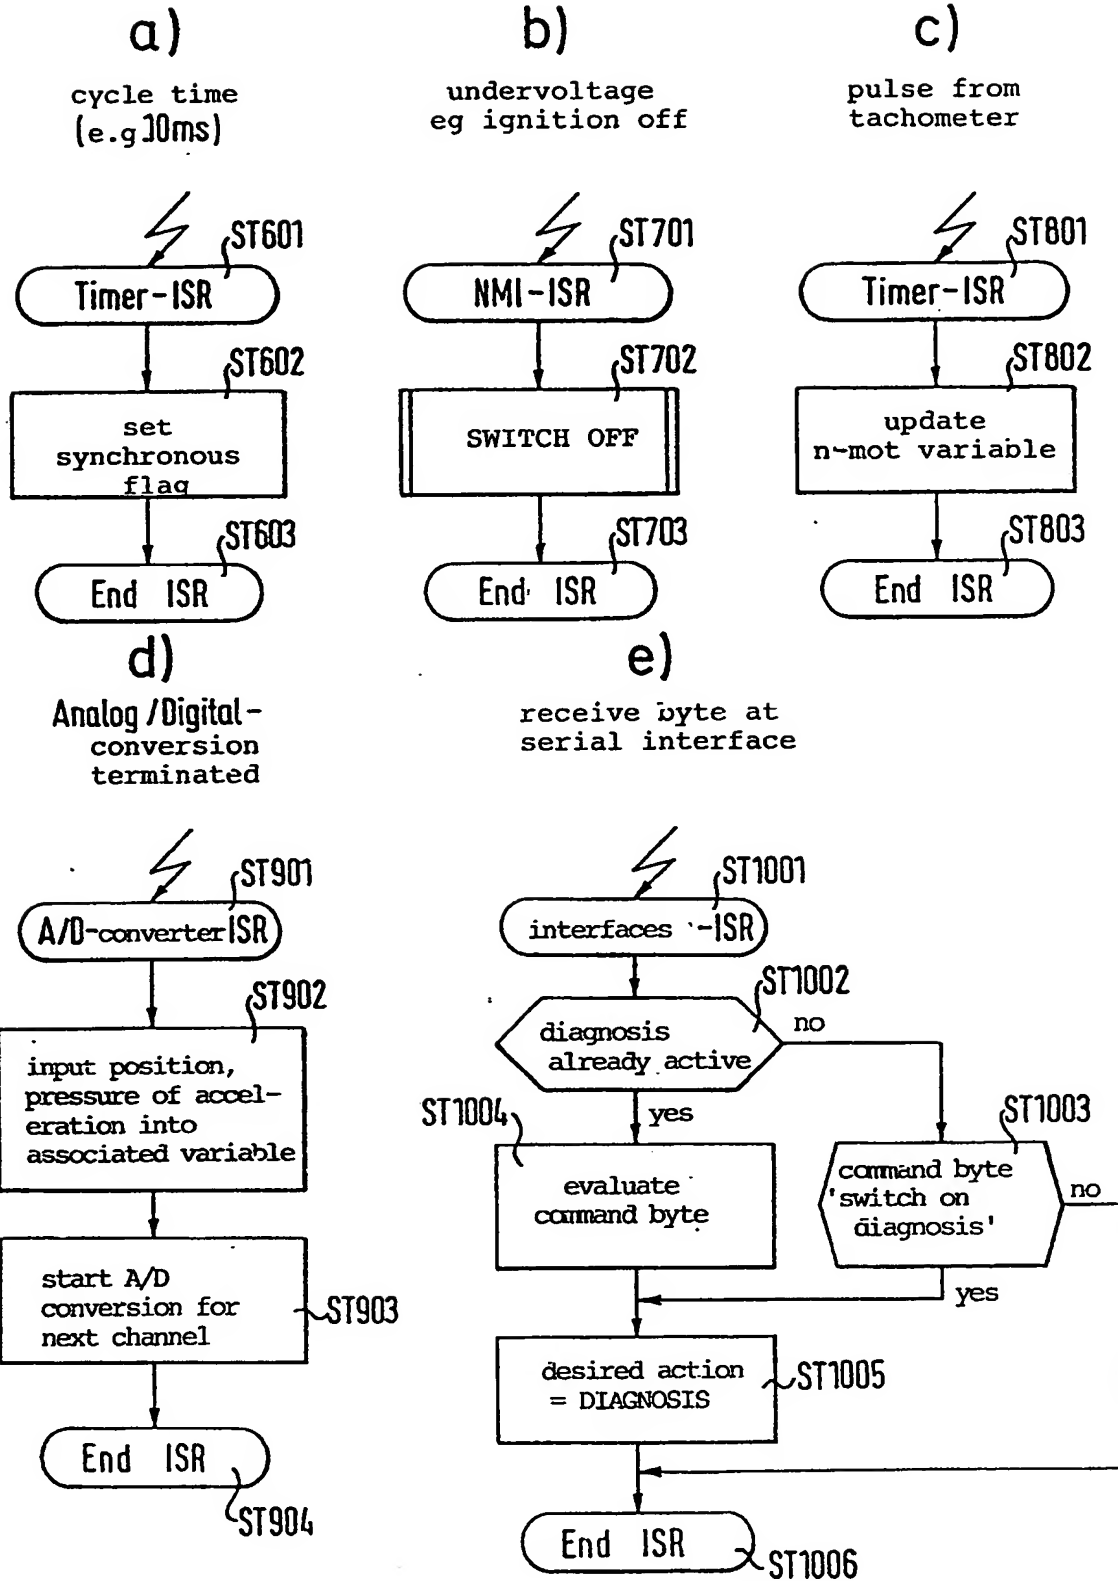 a)
cycle time
(e.g 10ms)
ST601
Timer-ISR
ST602
set
synchronous
flag
ST603
End ISR
b)
undervoltage
eg ignition off
ST701
NMI-ISR
ST702
SWITCH OFF
ST703
End ISR
c)
pulse from
tachometer
ST801
Timer-ISR
ST802
update
n-mot variable
ST803
End ISR
d)
Analog/Digital-
conversion
terminated
ST901
A/D-converter ISR
ST902
input position,
pressure of accel-
eration into
associated variable
start A/D
conversion for
next channel
ST903
End ISR
ST904
e)
receive byte at
serial interface
ST1001
interfaces -ISR
ST1002
diagnosis
already active
no
yes
ST1004
evaluate
command byte
ST1003
command byte
'switch on
diagnosis'
no
yes
desired action
= DIAGNOSIS
ST1005
End ISR
ST1006